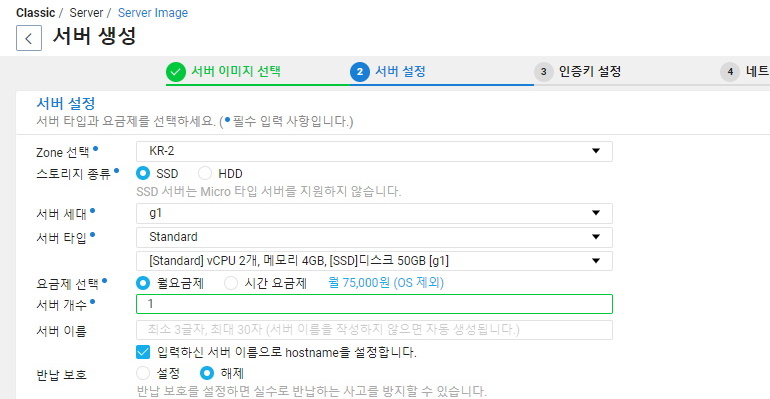 Classic / Server / Server Image
서버 생성
서버 이미지 선택 2 서버 설정 3 인증키 설정 4 네트
서버 설정
서버 타입과 요금제를 선택하세요. (• 필수 입력 사항입니다.)
Zone 선택• KR-2
스토리지 종류• SSD HDD
SSD 서버는 Micro 타입 서버를 지원하지 않습니다.
서버 세대• g1
서버 타입• Standard
[Standard] vCPU 2개, 메모리 4GB, [SSD]디스크 50GB [g1]
요금제 선택• 월요금제 시간 요금제 월 75,000원 (OS 제외)
서버 개수• 1
서버 이름 최소 3글자, 최대 30자 (서버 이름을 작성하지 않으면 자동 생성됩니다.)
입력하신 서버 이름으로 hostname을 설정합니다.
반납 보호 설정 해제
반납 보호를 설정하면 실수로 반납하는 사고를 방지할 수 있습니다.